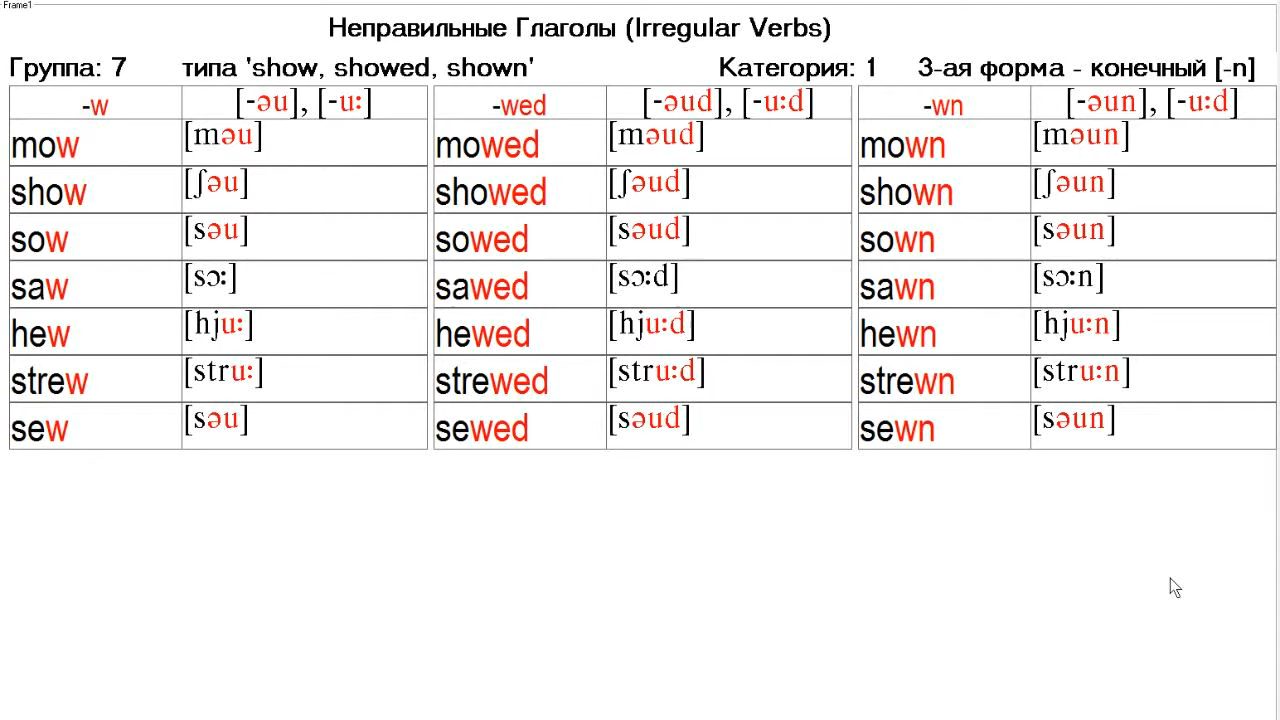 Frame1
Неправильные Глаголы (Irregular Verbs)
Группа: 7 типа 'show, showed, shown' Категория: 1 3-ая форма - конечный [-n]
-w [-əu], [-u:] -wed [-əud], [-u:d] -wn [-əun], [-u:d]
mow [məu] mowed [məud] mown [məun]
show [ʃəu] showed [ʃəud] shown [ʃəun]
sow [səu] sowed [səud] sown [səun]
saw [sɔ:] sawed [sɔ:d] sawn [sɔ:n]
hew [hju:] hewed [hju:d] hewn [hju:n]
strew [stru:] strewed [stru:d] strewn [stru:n]
sew [səu] sewed [səud] sewn [səun]